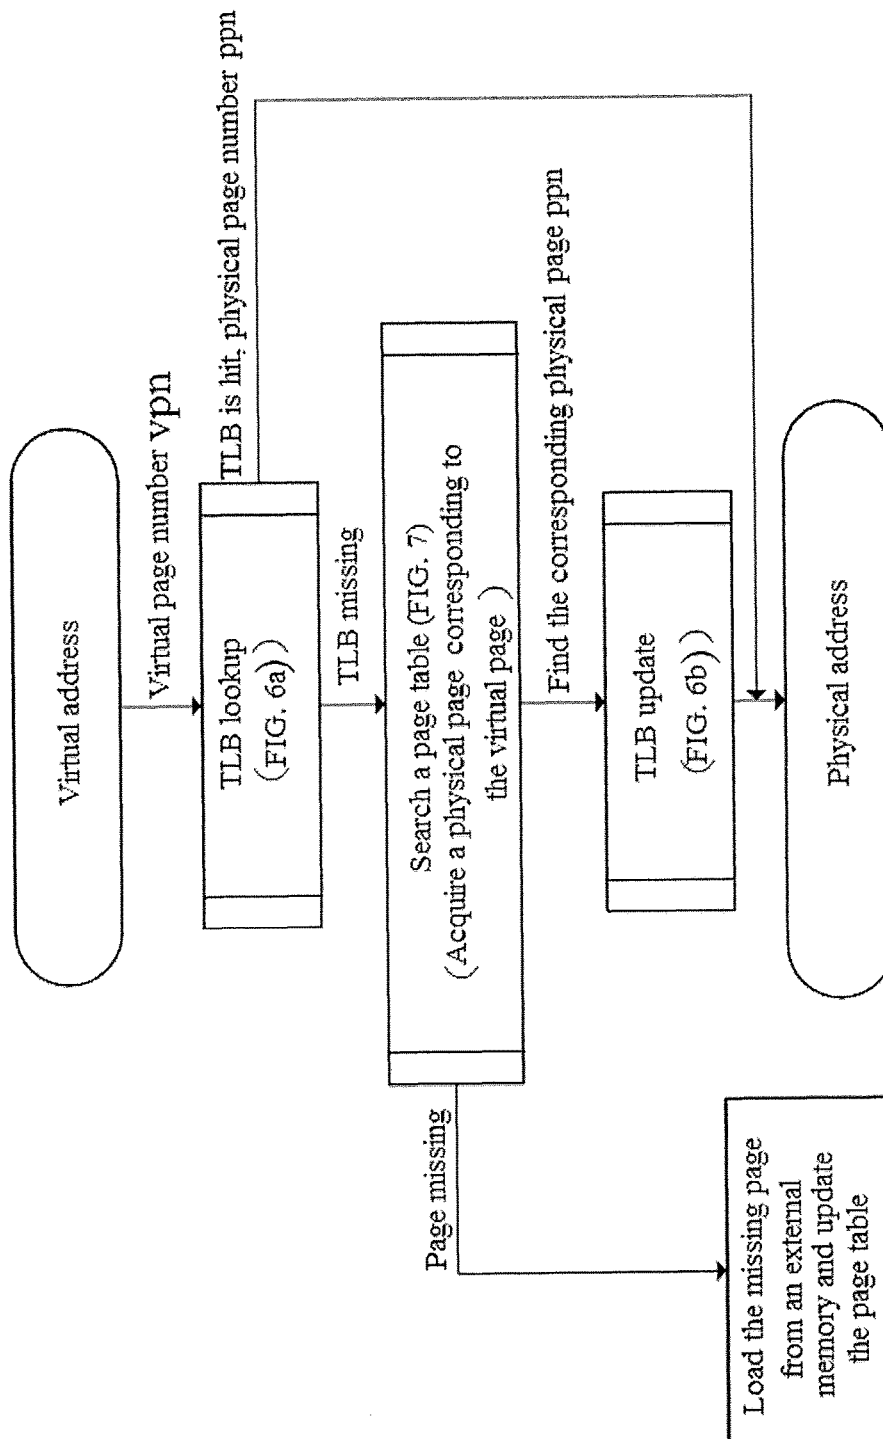 Virtual address
Virtual page number vpn
TLB lookup
(FIG. 6a))
TLB is hit, physical page number ppn
TLB missing
Search a page table (FIG. 7)
(Acquire a physical page corresponding to
the virtual page )
Page missing
Find the corresponding physical page ppn
TLB update
(FIG. 6b))
Load the missing page
from an external
memory and update
the page table
Physical address